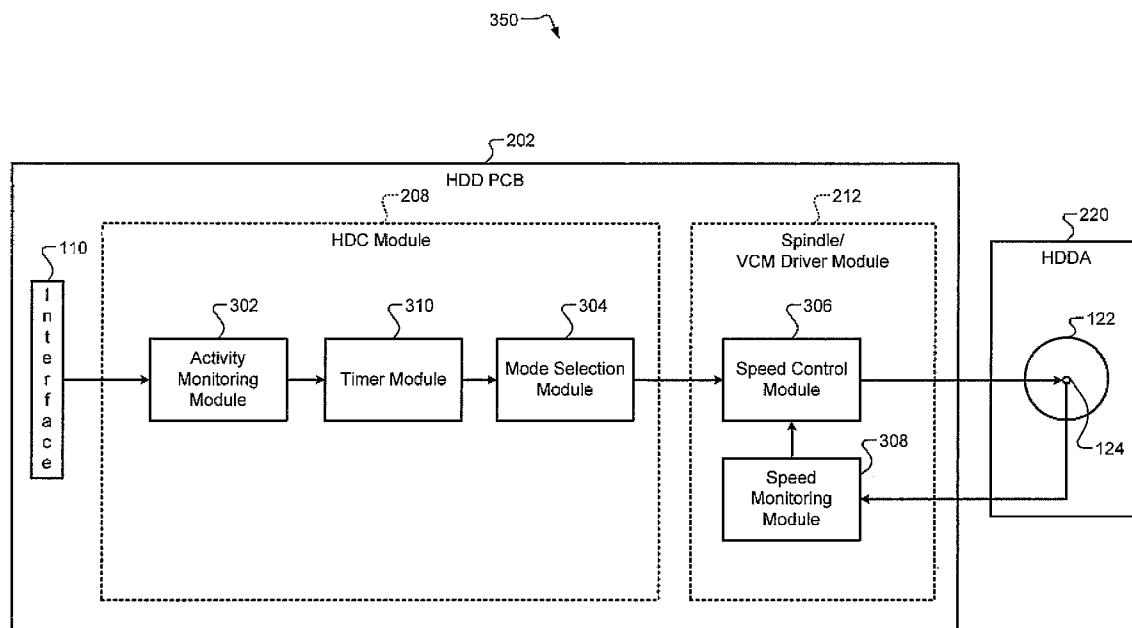 350
202
HDD PCB
208
HDC Module
212
Spindle/
VCM Driver Module
220
HDDA
110
Interface
302
Activity
Monitoring
Module
310
Timer Module
304
Mode Selection
Module
306
Speed Control
Module
308
Speed
Monitoring
Module
122
124